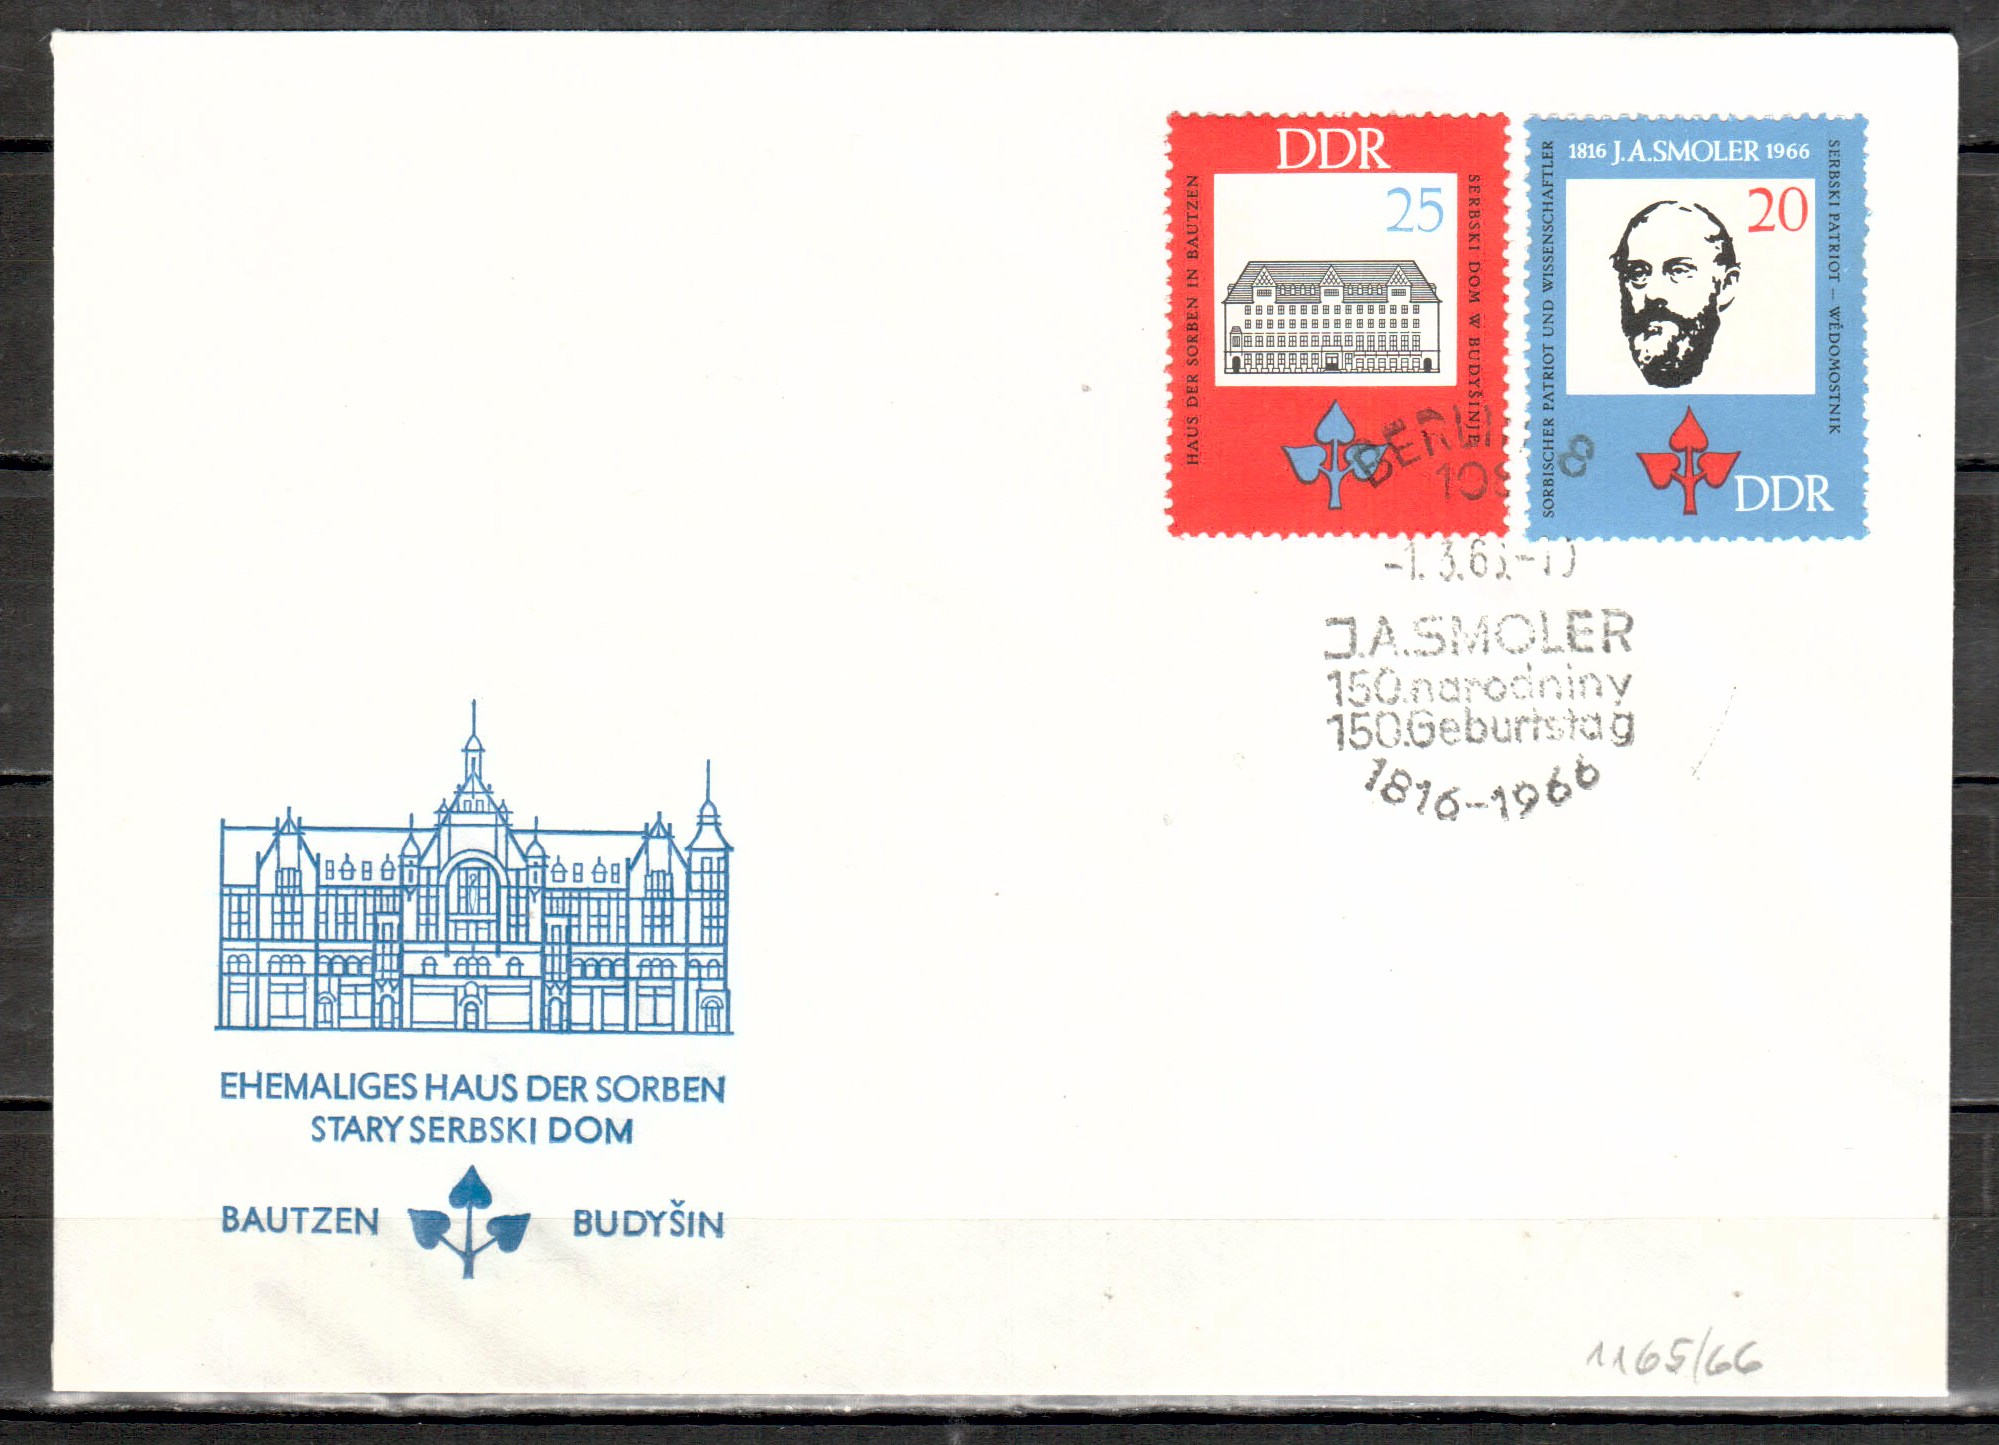 DDR
25
HAUS DER SORBEN IN BAUTZEN
SERBSKI DOM W BUDYŠINJE
1816 J.A.SMOLER 1966
20
SORBISCHER PATRIOT UND WISSENSCHAFTLER
SERBSKI PATRIOT – WĚDOMOSTNIK
DDR
BERLIN 8
J.A.SMOLER
150.narodniny
150.Geburtstag
1816-1966
EHEMALIGES HAUS DER SORBEN
STARY SERBSKI DOM
BAUTZEN BUDYŠIN
1165/66